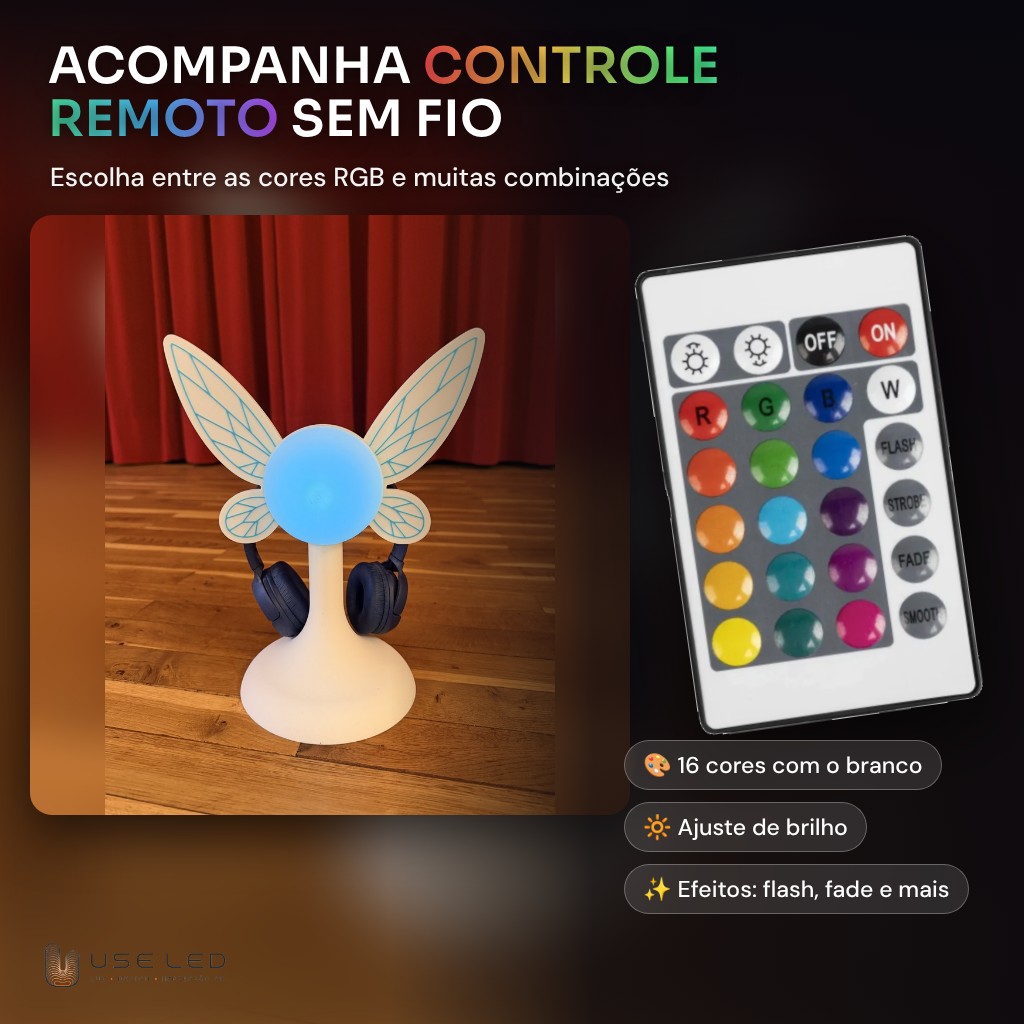 ACOMPANHA CONTROLE
REMOTO SEM FIO
Escolha entre as cores RGB e muitas combinações
OFF
ON
R
G
B
W
FLASH
STROBE
FADE
SMOOTH
🎨 16 cores com o branco
🔆 Ajuste de brilho
✨ Efeitos: flash, fade e mais
USE LED